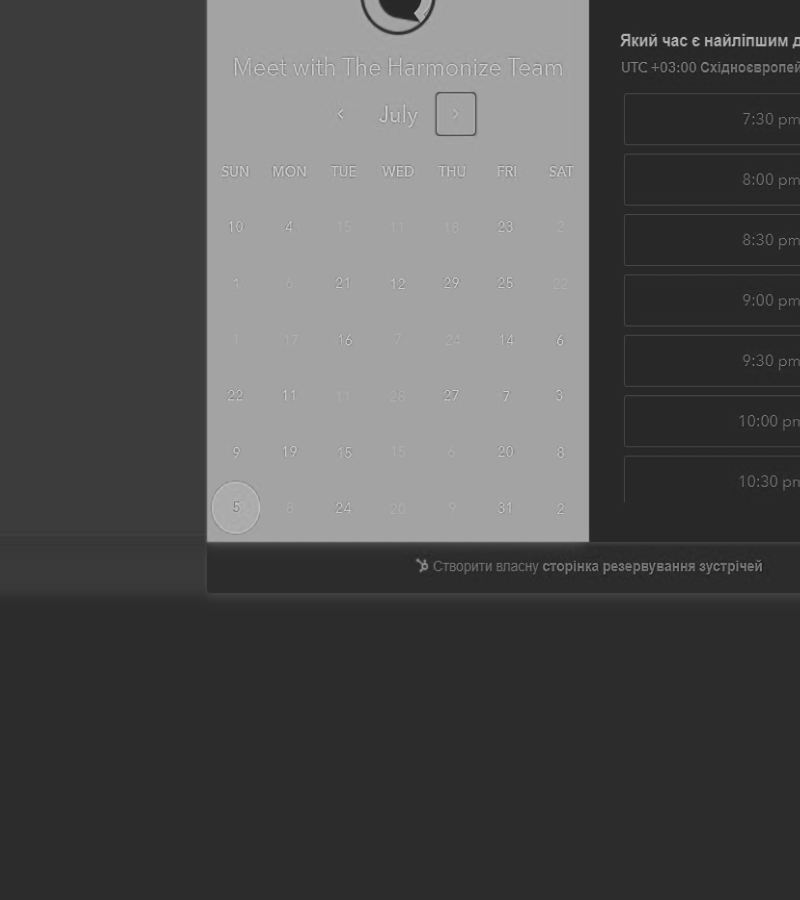 Meet with The Harmonize Team
July
SUN MON TUE WED THU FRI SAT
10 4 15 11 18 23 2
1 6 21 12 29 25 22
1 17 16 7 24 14 6
22 11 11 26 27 7 3
9 19 15 15 6 20 8
5 8 24 20 9 31 2
Який час є найліпшим
UTC +03:00 Східноєвропей
7:30 pm
8:00 pm
8:30 pm
9:00 pm
9:30 pm
10:00 pm
10:30 pm
Створити власну сторінка резервування зустрічей